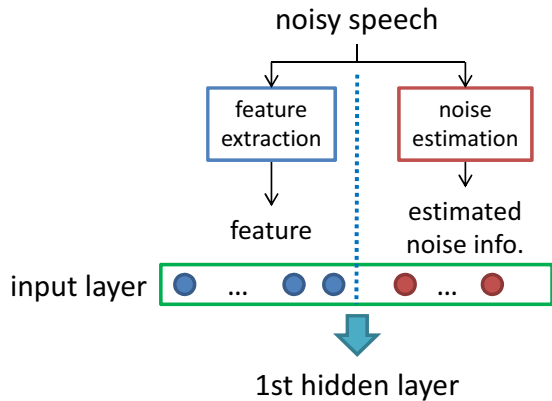 noisy speech
feature
extraction
noise
estimation
feature
estimated
noise info.
input layer
...
...
1st hidden layer